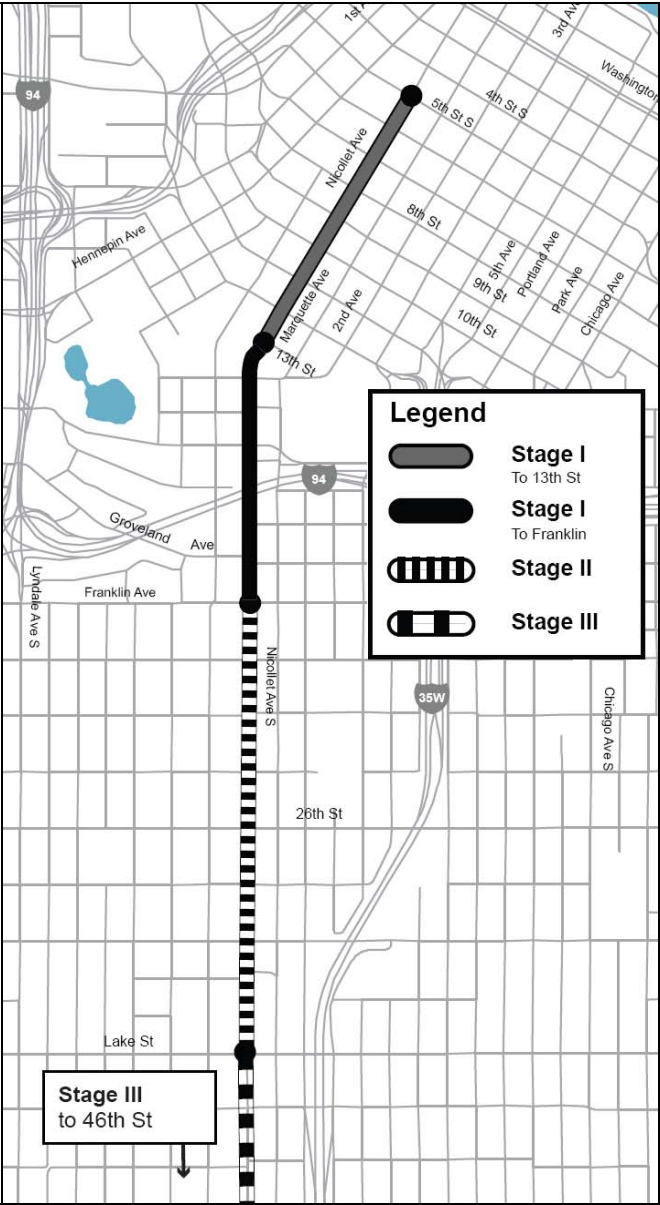 1st A
3rd Ave
94
Washington
4th St S
5th St S
Nicollet Ave
8th St
Hennepin Ave
5th Ave
Portland Ave
9th St
Park Ave
Chicago Ave
Marquette Ave
2nd Ave
10th St
13th St
Legend
Stage I
To 13th St
94
Stage I
To Franklin
Groveland Ave
Stage II
Lyndale Ave S
Franklin Ave
Stage III
Nicollet Ave S
35W
Chicago Ave S
26th St
Lake St
Stage III
to 46th St